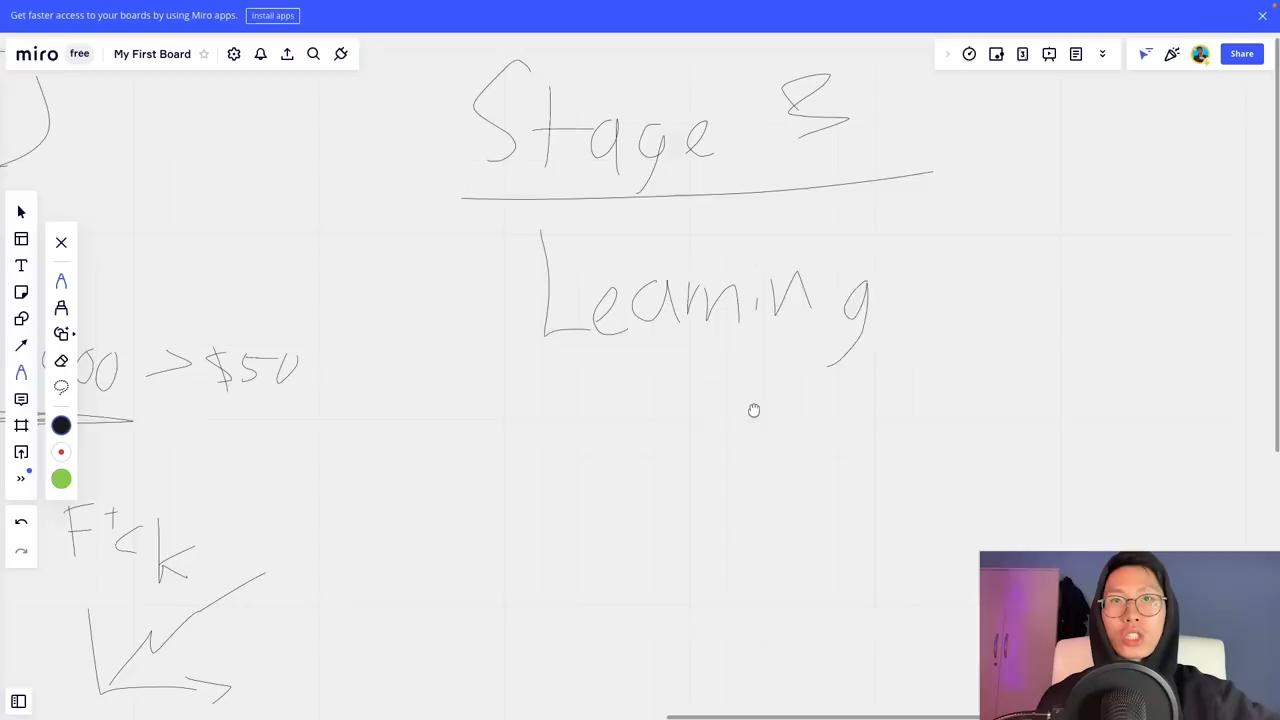 Get faster access to your boards by using Miro apps. Install apps
miro free My First Board
3
Share
Stage 3
Learning
00 > $50
F+ck